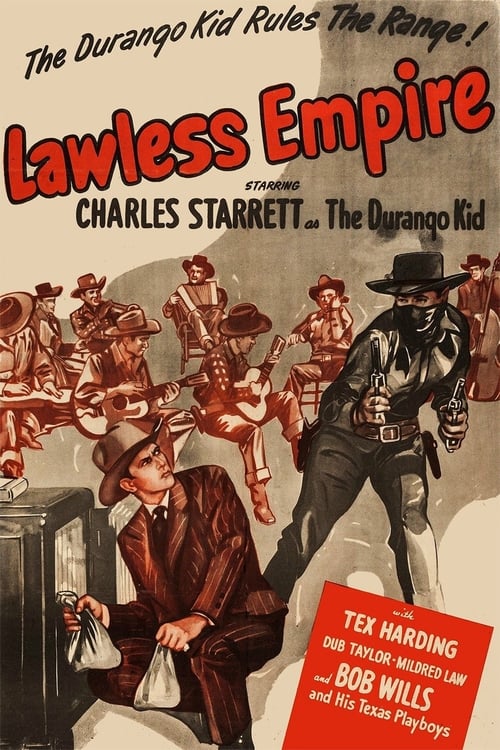 The Durango Kid Rules The Range!
Lawless Empire
STARRING
CHARLES STARRETT as The Durango Kid
with
TEX HARDING
DUB TAYLOR - MILDRED LAW
and BOB WILLS
and His Texas Playboys